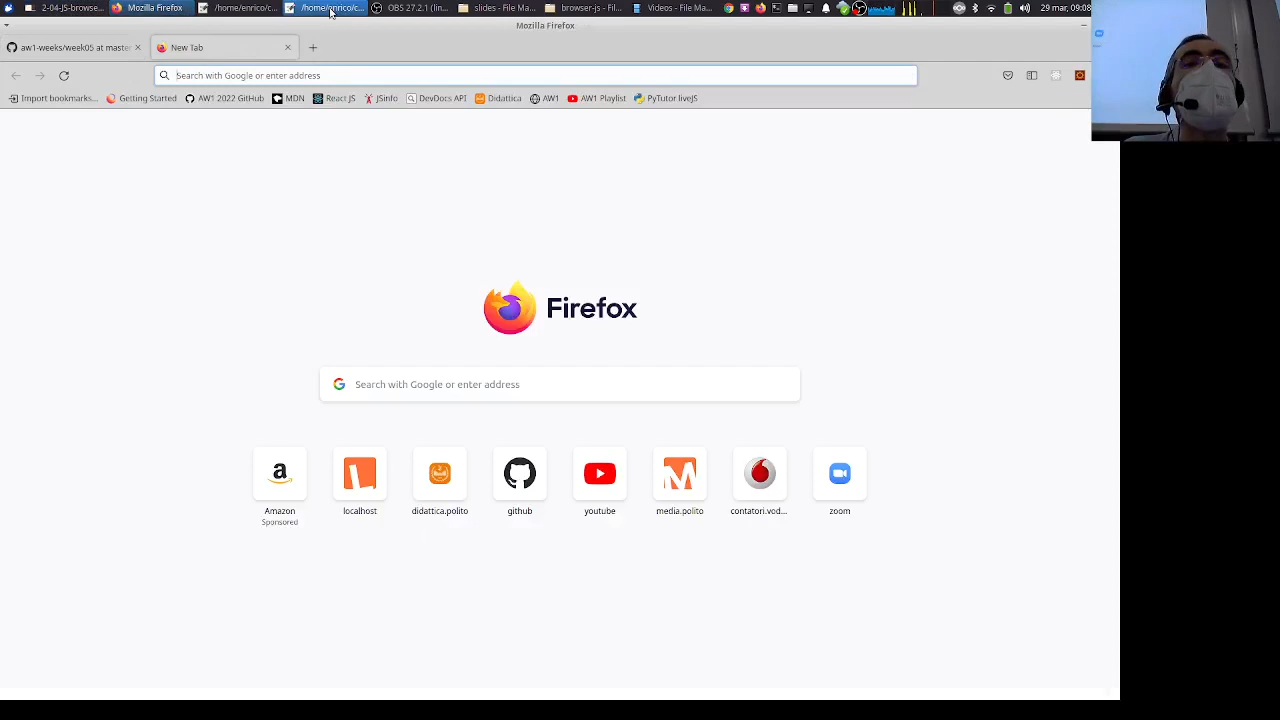 2-04-JS-browse...
Mozilla Firefox
/home/enrico/c...
/home/enrico/c...
OBS 27.2.1 (lin...
slides - File Ma...
browser-js - Fil...
Videos - File Ma...
29 mar, 09:08
Mozilla Firefox
aw1-weeks/week05 at maste
New Tab
Search with Google or enter address
Import bookmarks...
Getting Started
AW1 2022 GitHub
MDN
React JS
JSinfo
DevDocs API
Didattica
AW1
AW1 Playlist
PyTutor liveJS
Firefox
Search with Google or enter address
Amazon
Sponsored
localhost
didattica.polito
github
youtube
media.polito
contatori.vod...
zoom